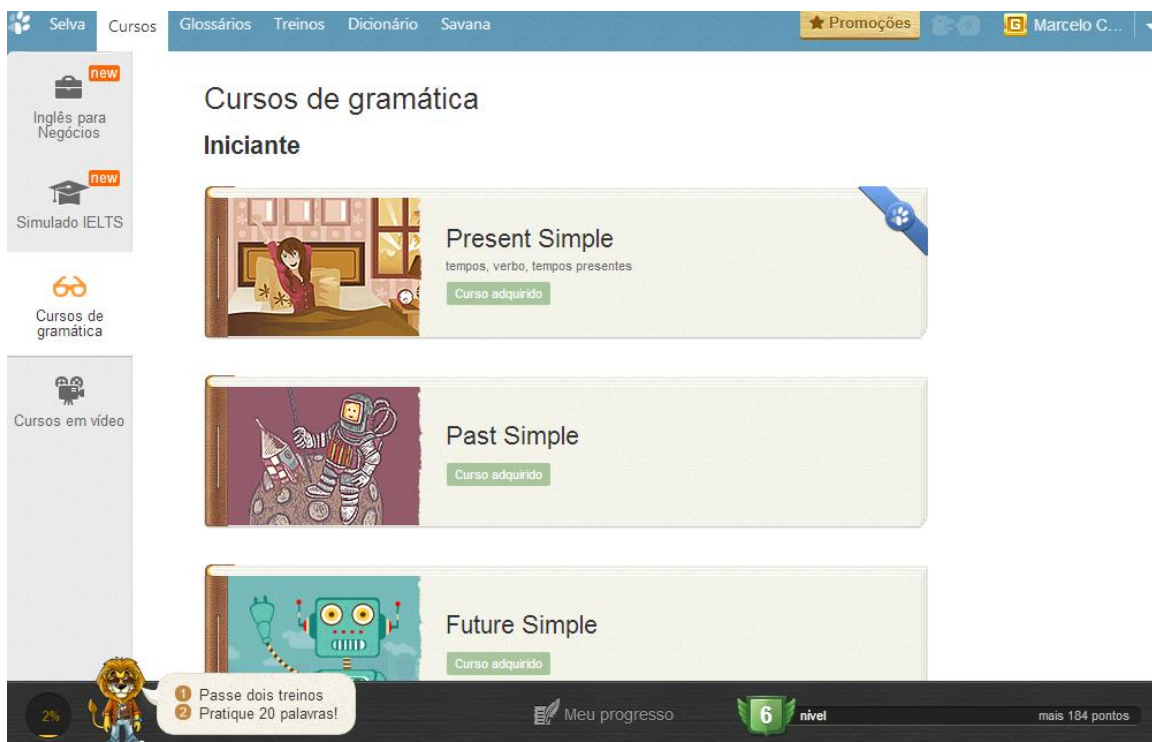 Selva Cursos Glossários Treinos Dicionário Savana Promoções G Marcelo C...
new
Inglês para
Negócios
new
Simulado IELTS
Cursos de
gramática
Cursos em vídeo
Cursos de gramática
Iniciante
Present Simple
tempos, verbo, tempos presentes
Curso adquirido
Past Simple
Curso adquirido
Future Simple
Curso adquirido
2%
1 Passe dois treinos
2 Pratique 20 palavras!
Meu progresso
6 nível
mais 184 pontos